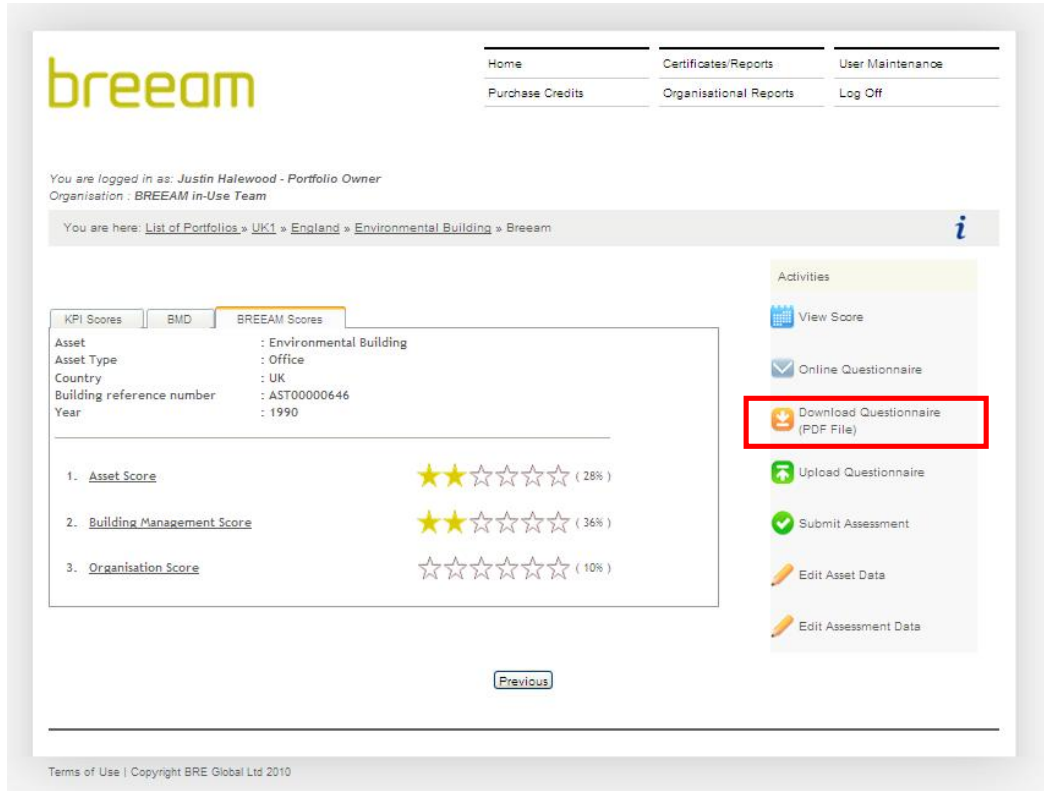 breeam
Home Certificates/Reports User Maintenance
Purchase Credits Organisational Reports Log Off
You are logged in as: Justin Halewood - Portfolio Owner
Organisation : BREEAM in-Use Team
You are here: List of Portfolios » UK1 » England » Environmental Building » Breeam
i
KPI Scores BMD BREEAM Scores
Asset : Environmental Building
Asset Type : Office
Country : UK
Building reference number : AST00000646
Year : 1990
1. Asset Score ( 28% )
2. Building Management Score ( 36% )
3. Organisation Score ( 10% )
Activities
View Score
Online Questionnaire
Download Questionnaire
(PDF File)
Upload Questionnaire
Submit Assessment
Edit Asset Data
Edit Assessment Data
Previous
Terms of Use | Copyright BRE Global Ltd 2010